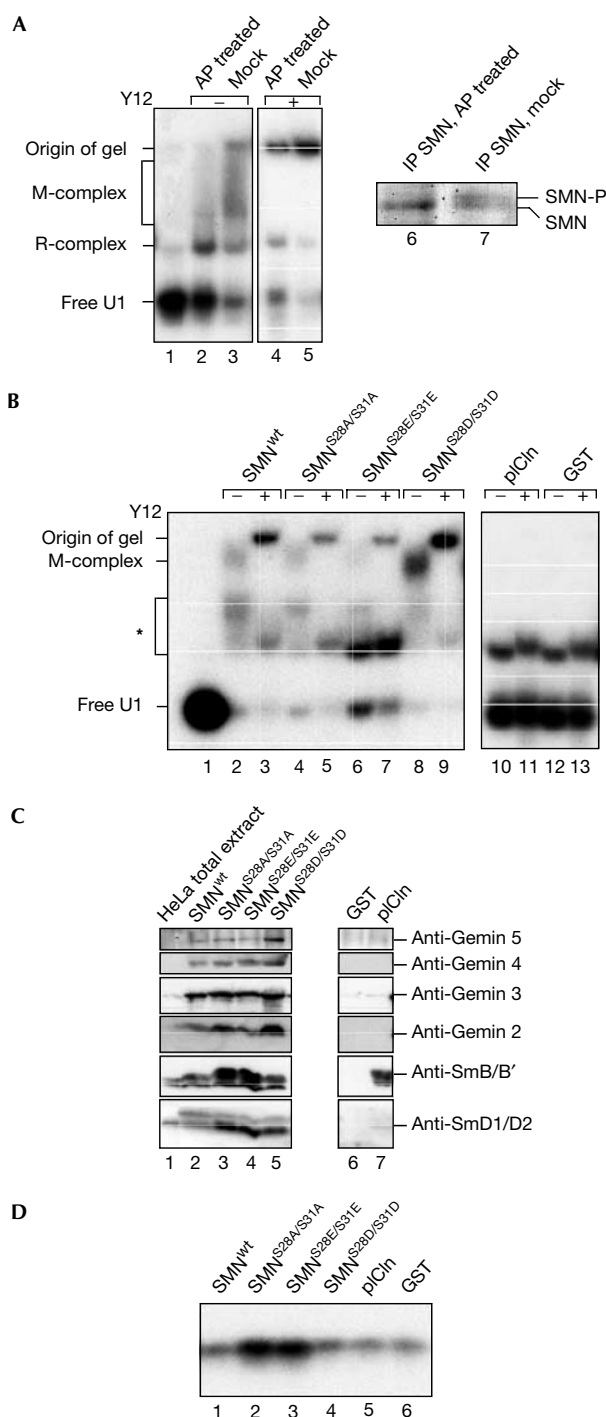 A
AP treated
Mock
AP treated
Mock
Y12
–
+
Origin of gel
M-complex
R-complex
Free U1
1 2 3 4 5
IP SMN, AP treated
IP SMN, mock
SMN-P
SMN
6 7
B
SMNwt
SMNS28A/S31A
SMNS28E/S31E
SMNS28D/S31D
pICln
GST
Y12
– + – + – + – + – + – +
Origin of gel
M-complex
*
Free U1
1 2 3 4 5 6 7 8 9 10 11 12 13
C
HeLa total extract
SMNwt
SMNS28A/S31A
SMNS28E/S31E
SMNS28D/S31D
GST
pICln
Anti-Gemin 5
Anti-Gemin 4
Anti-Gemin 3
Anti-Gemin 2
Anti-SmB/B′
Anti-SmD1/D2
1 2 3 4 5 6 7
D
SMNwt
SMNS28A/S31A
SMNS28E/S31E
SMNS28D/S31D
pICln
GST
1 2 3 4 5 6